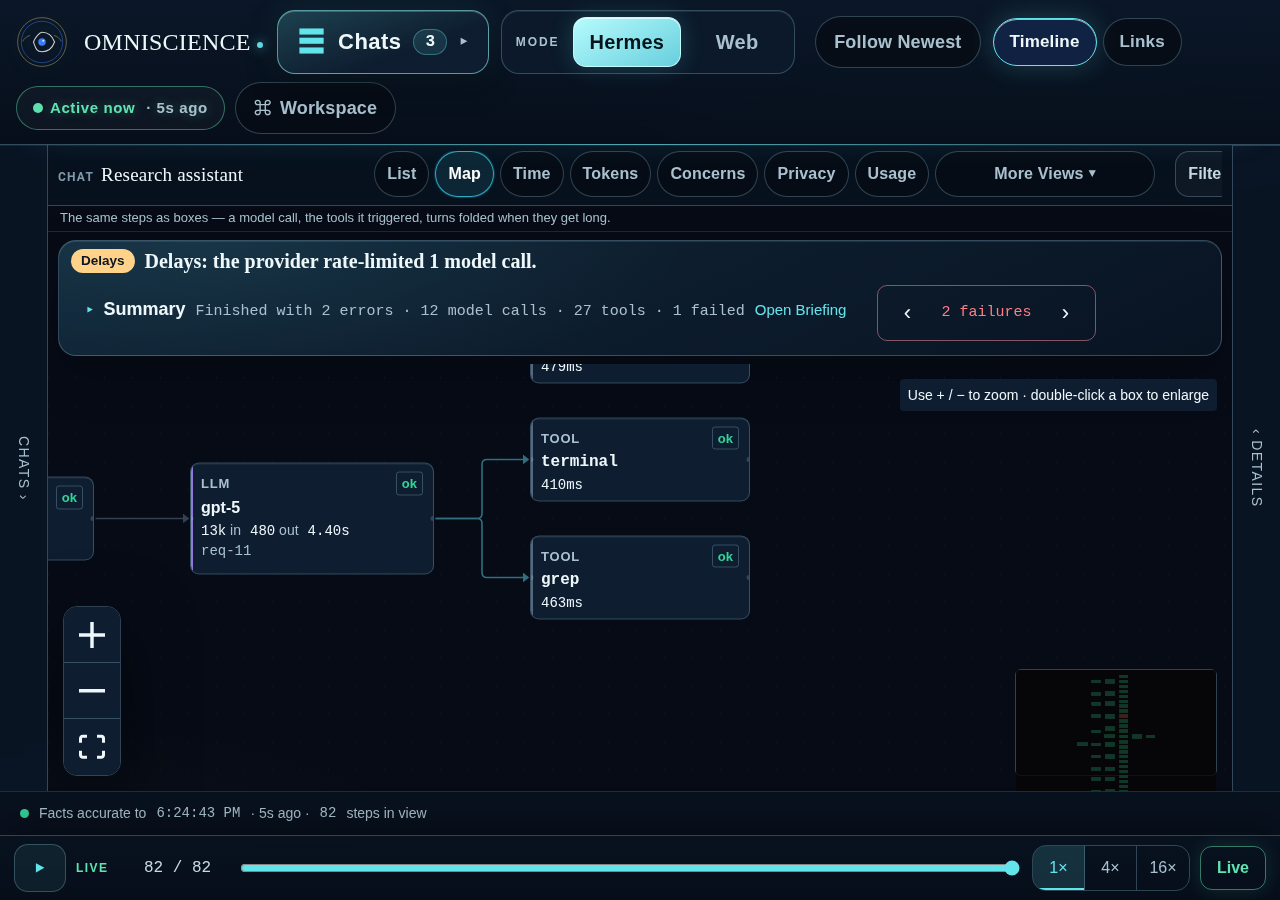 OMNISCIENCE
Chats 3 ▸
MODE Hermes Web
Follow Newest
Timeline
Links
Active now · 5s ago
⌘ Workspace
CHAT Research assistant
List Map Time Tokens Concerns Privacy Usage More Views ▾ Filte
The same steps as boxes — a model call, the tools it triggered, turns folded when they get long.
Delays Delays: the provider rate-limited 1 model call.
▸ Summary Finished with 2 errors · 12 model calls · 27 tools · 1 failed Open Briefing ‹ 2 failures ›
479ms
Use + / − to zoom · double-click a box to enlarge
CHATS ›
‹ DETAILS
ok
LLM ok
gpt-5
13k in 480 out 4.40s
req-11
TOOL ok
terminal
410ms
TOOL ok
grep
463ms
Facts accurate to 6:24:43 PM · 5s ago · 82 steps in view
▸ LIVE 82 / 82 1× 4× 16× Live